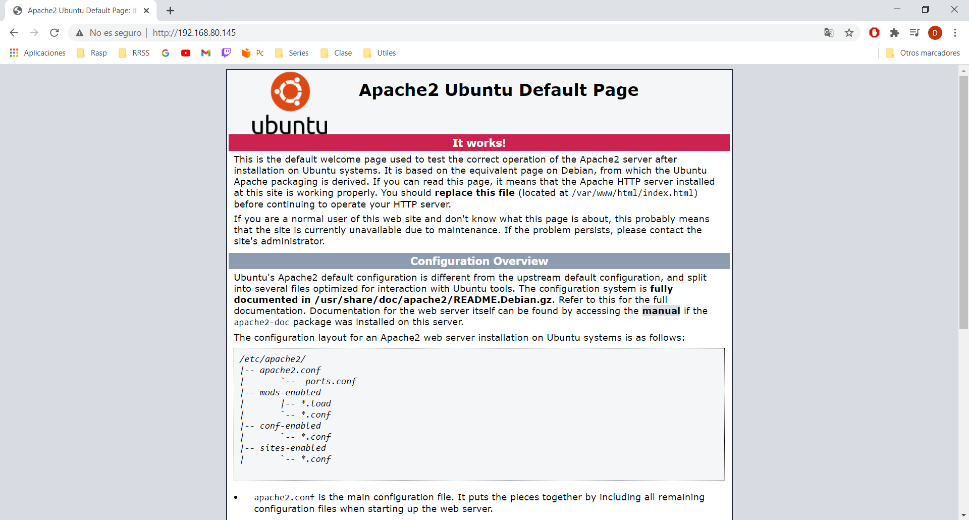 Apache2 Ubuntu Default Page:
No es seguro | http://192.168.80.145
Aplicaciones Rasp RRSS Pc Series Clase Utiles Otros marcadores
D
ubuntu
Apache2 Ubuntu Default Page
It works!
This is the default welcome page used to test the correct operation of the Apache2 server after
installation on Ubuntu systems. It is based on the equivalent page on Debian, from which the Ubuntu
Apache packaging is derived. If you can read this page, it means that the Apache HTTP server installed
at this site is working properly. You should replace this file (located at /var/www/html/index.html)
before continuing to operate your HTTP server.
If you are a normal user of this web site and don't know what this page is about, this probably means
that the site is currently unavailable due to maintenance. If the problem persists, please contact the
site's administrator.
Configuration Overview
Ubuntu's Apache2 default configuration is different from the upstream default configuration, and split
into several files optimized for interaction with Ubuntu tools. The configuration system is fully
documented in /usr/share/doc/apache2/README.Debian.gz. Refer to this for the full
documentation. Documentation for the web server itself can be found by accessing the manual if the
apache2-doc package was installed on this server.
The configuration layout for an Apache2 web server installation on Ubuntu systems is as follows:
/etc/apache2/
|-- apache2.conf
|       `--  ports.conf
|-- mods-enabled
|       |-- *.load
|       `-- *.conf
|-- conf-enabled
|       `-- *.conf
|-- sites-enabled
|       `-- *.conf
• apache2.conf is the main configuration file. It puts the pieces together by including all remaining
configuration files when starting up the web server.